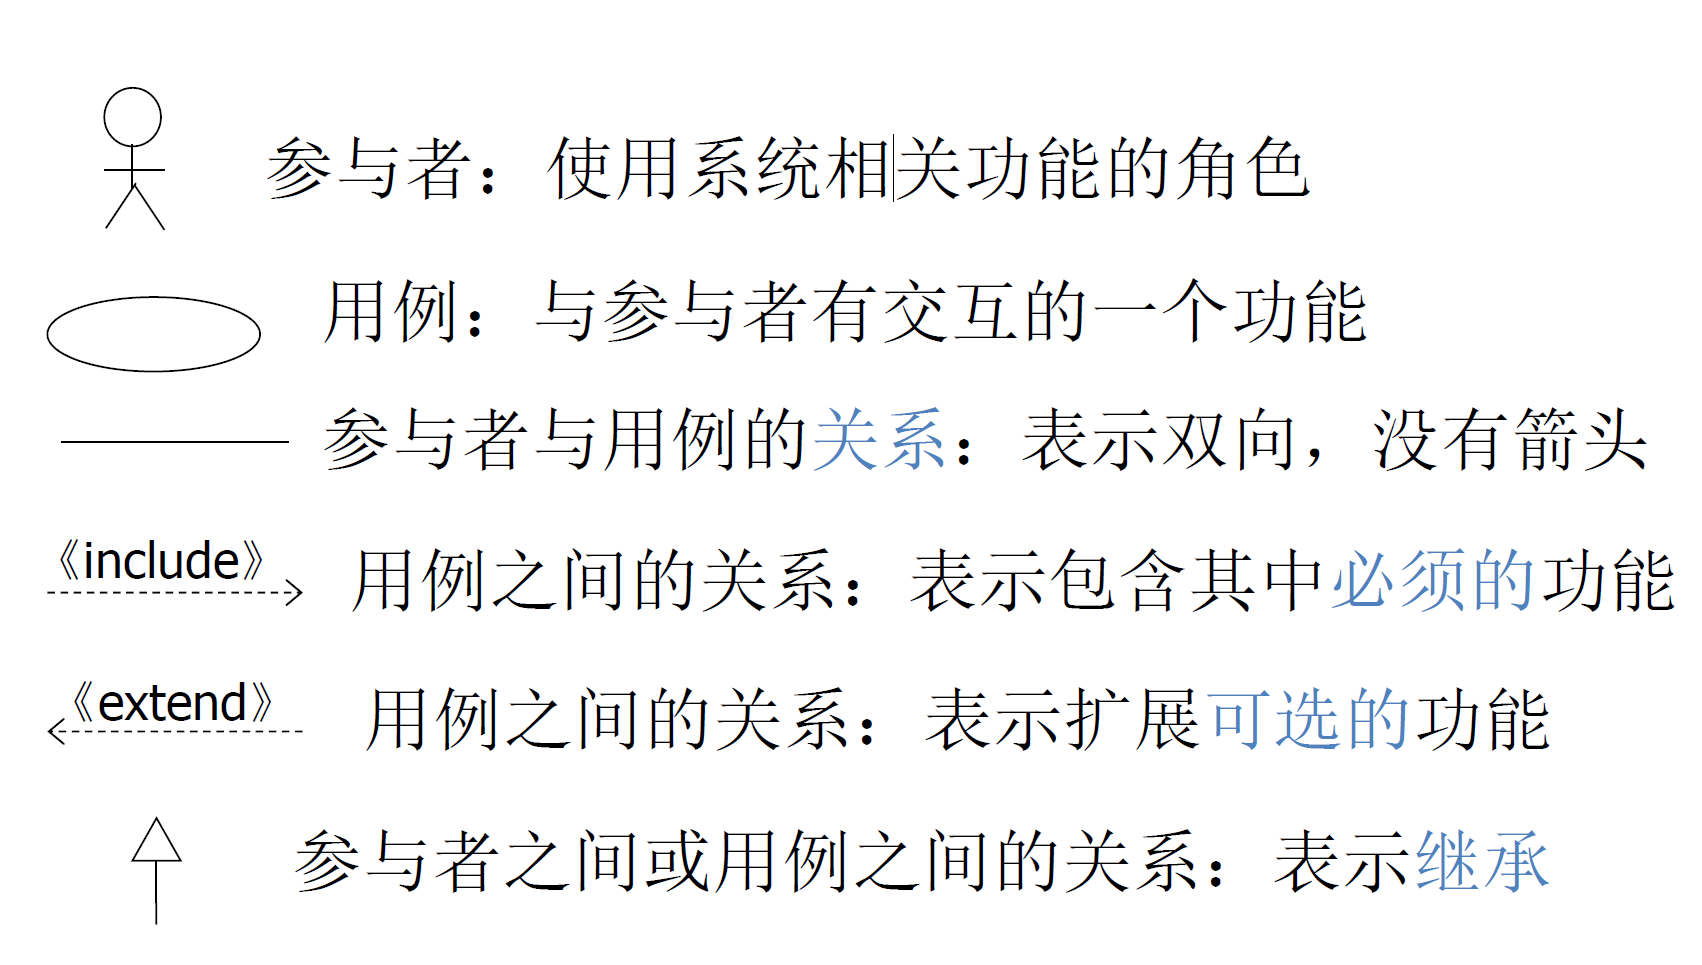 参与者：使用系统相关功能的角色
用例：与参与者有交互的一个功能
参与者与用例的关系：表示双向，没有箭头
《include》 用例之间的关系：表示包含其中必须的功能
《extend》 用例之间的关系：表示扩展可选的功能
参与者之间或用例之间的关系：表示继承